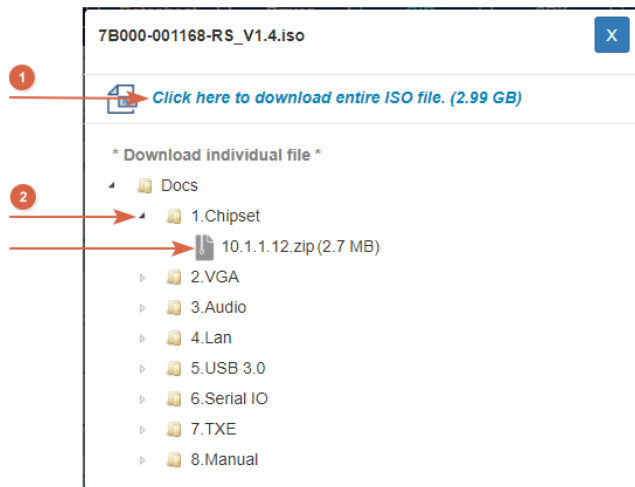 7B000-001168-RS_V1.4.iso
X
1
Click here to download entire ISO file. (2.99 GB)
* Download individual file *
Docs
2
1.Chipset
10.1.1.12.zip (2.7 MB)
2.VGA
3.Audio
4.Lan
5.USB 3.0
6.Serial IO
7.TXE
8.Manual